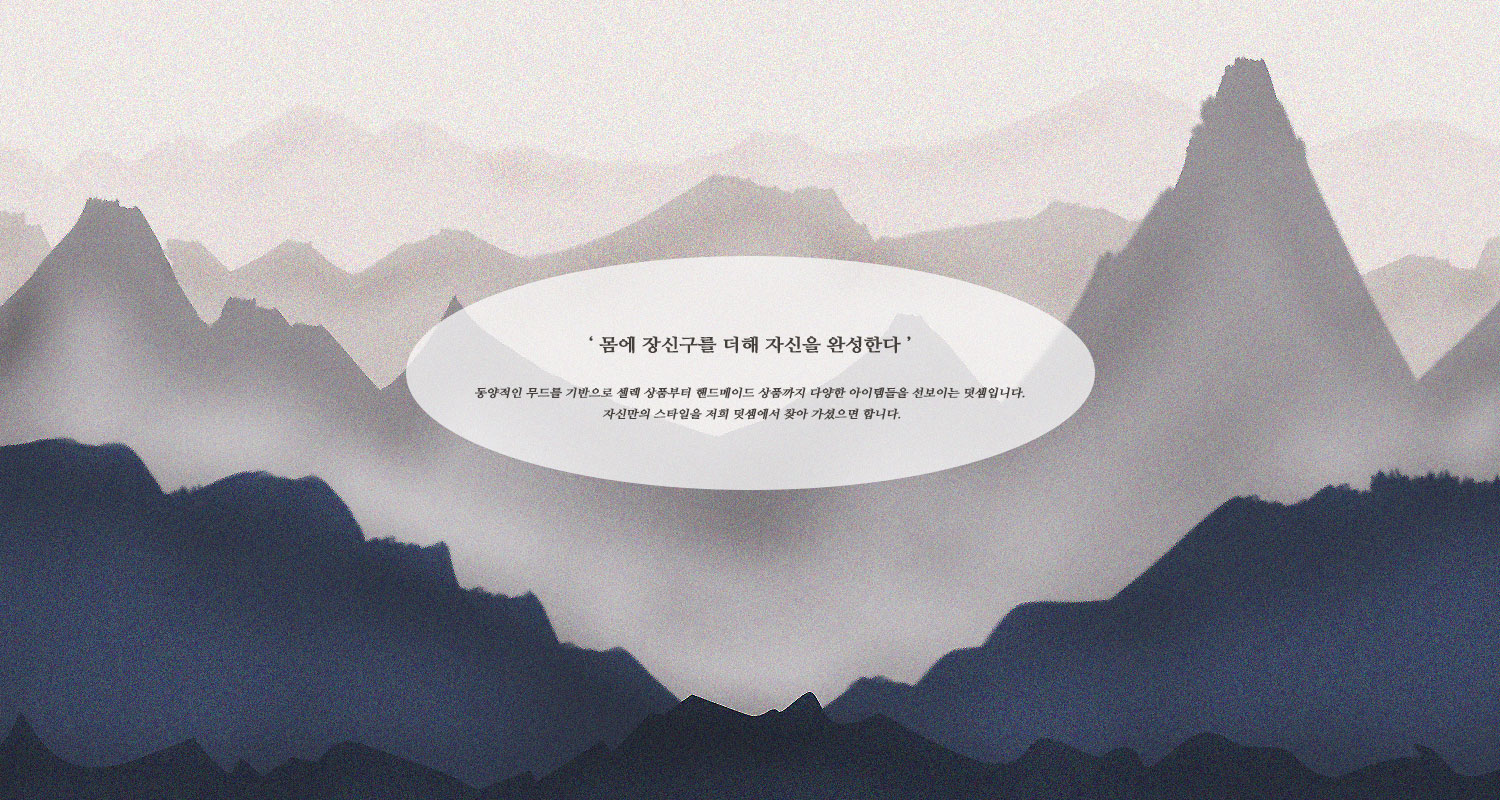 ‘ 몸에 장신구를 더해 자신을 완성한다 ’
동양적인 무드를 기반으로 셀렉 상품부터 핸드메이드 상품까지 다양한 아이템들을 선보이는 덧셈입니다.
자신만의 스타일을 저희 덧셈에서 찾아 가셨으면 합니다.